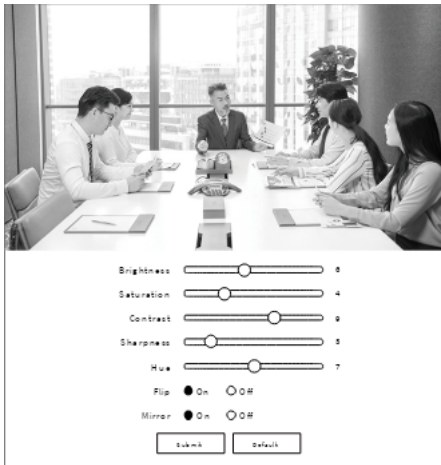 Brightness 6
Saturation 4
Contrast 9
Sharpness 3
Hue 7
Flip On Off
Mirror On Off
Submit Default